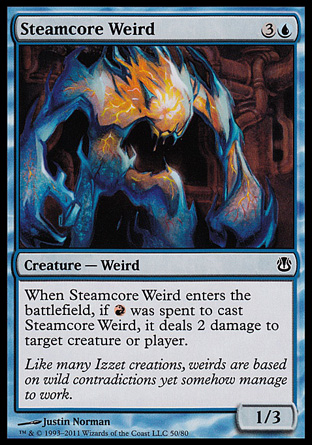 Steamcore Weird 3
Creature — Weird
When Steamcore Weird enters the
battlefield, if was spent to cast
Steamcore Weird, it deals 2 damage to
target creature or player.
Like many Izzet creations, weirds are based
on wild contradictions yet somehow manage
to work.
Justin Norman
™ & © 1993–2011 Wizards of the Coast LLC 50/80
1/3